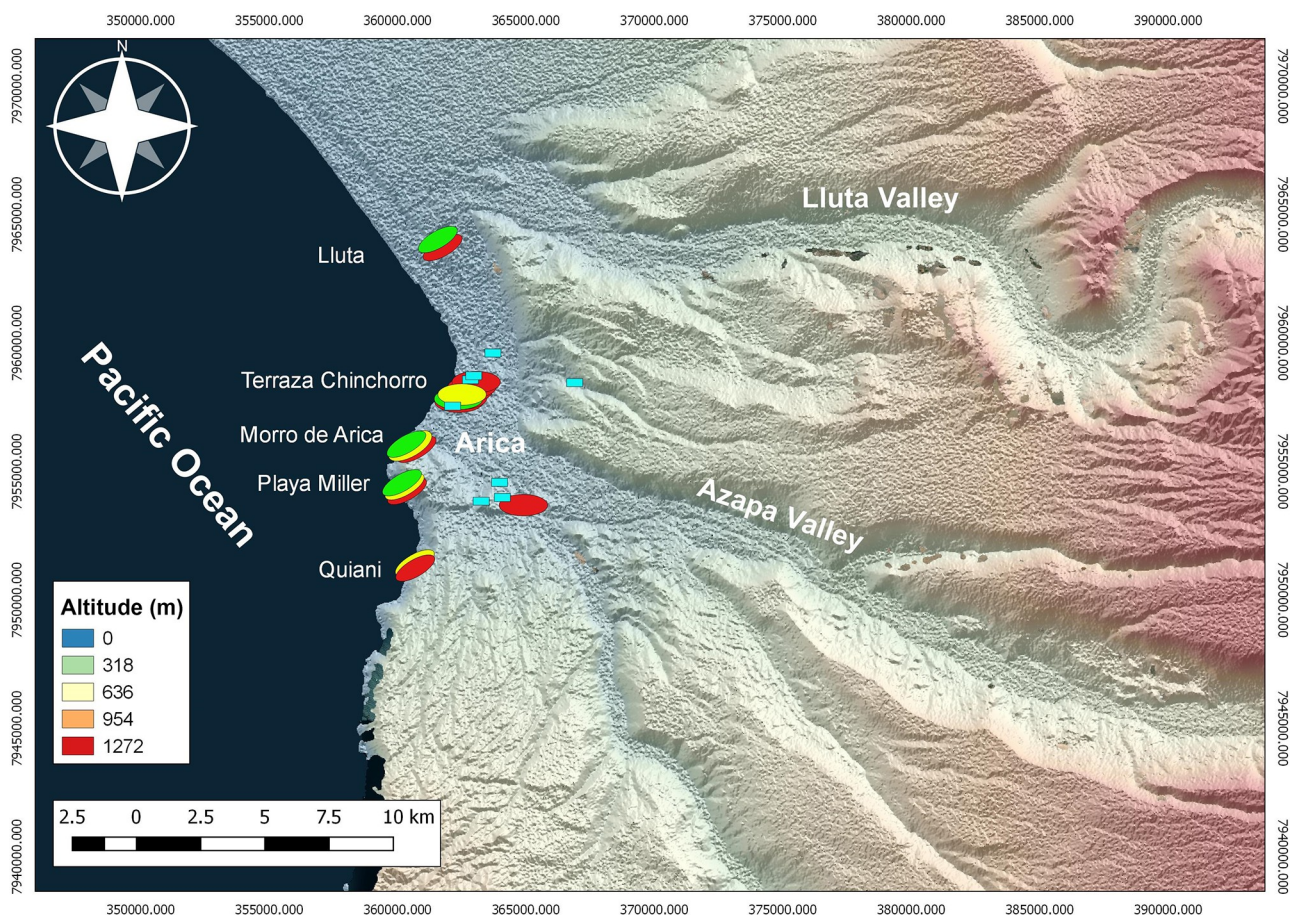 350000.000 355000.000 360000.000 365000.000 370000.000 375000.000 380000.000 385000.000 390000.000
N
7970000.000
7970000.000
Lluta Valley
7965000.000
7965000.000
Lluta
7960000.000
7960000.000
Pacific Ocean
Terraza Chinchorro
Morro de Arica
Arica
7955000.000
7955000.000
Playa Miller
Azapa Valley
Quiani
7950000.000
7950000.000
Altitude (m)
0
318
636
954
1272
7945000.000
7945000.000
2.5 0 2.5 5 7.5 10 km
7940000.000
7940000.000
350000.000 355000.000 360000.000 365000.000 370000.000 375000.000 380000.000 385000.000 390000.000